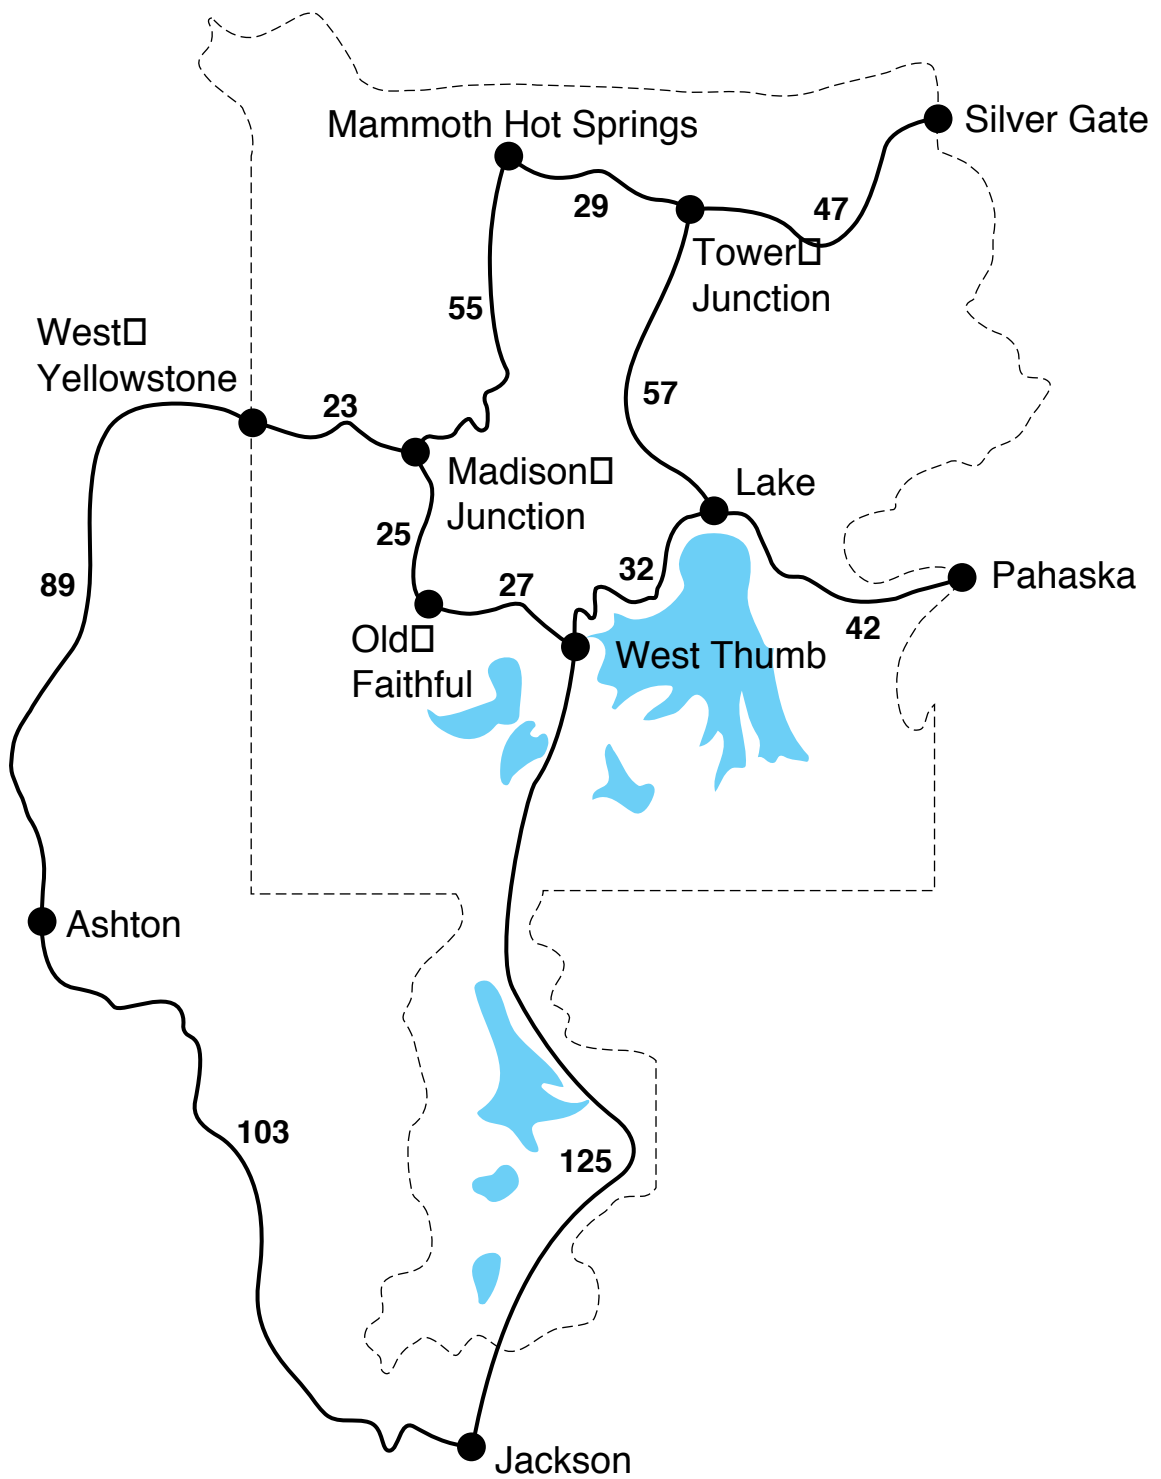 Silver Gate
Mammoth Hot Springs
29
47
Tower
Junction
55
West
Yellowstone
23
57
Madison
Junction
Lake
25
32
27
89
Pahaska
42
Old
Faithful
West Thumb
Ashton
103
125
Jackson